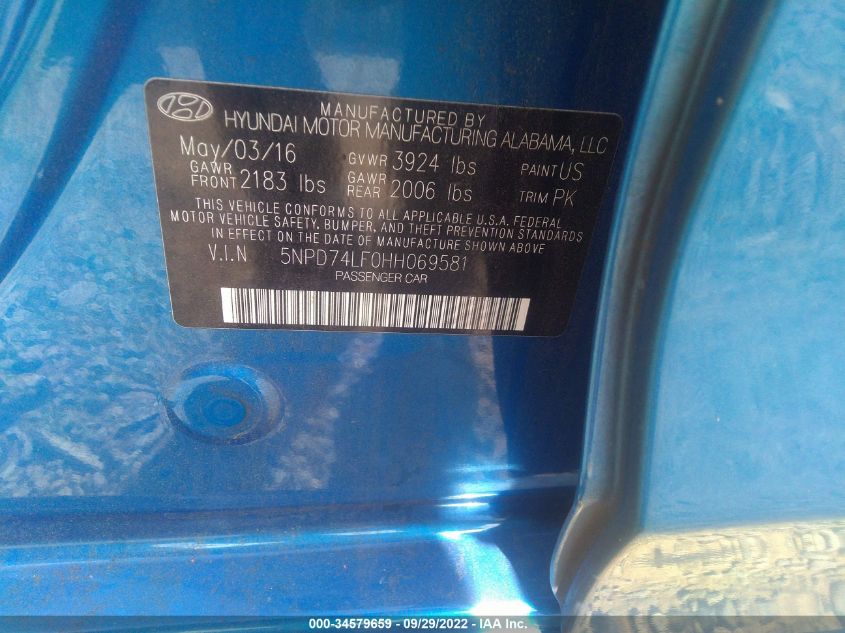 MANUFACTURED BY
HYUNDAI MOTOR MANUFACTURING ALABAMA, LLC
May/03/16 GVWR 3924 lbs PAINT US
GAWR FRONT 2183 lbs GAWR REAR 2006 lbs TRIM PK
THIS VEHICLE CONFORMS TO ALL APPLICABLE U.S.A. FEDERAL
MOTOR VEHICLE SAFETY, BUMPER, AND THEFT PREVENTION STANDARDS
IN EFFECT ON THE DATE OF MANUFACTURE SHOWN ABOVE
V.I.N 5NPD74LF0HH069581
PASSENGER CAR
000-34579659 - 09/29/2022 - IAA Inc.